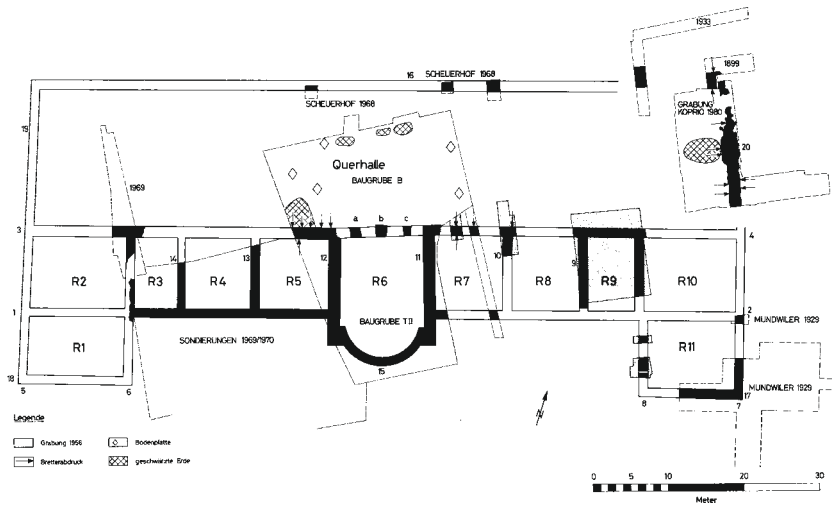 1933
1899
16 SCHEUERHOF 1968
SCHEUERHOF 1968
GRABUNG
KOPRIO 1980
20
19
1969
Querhalle
BAUGRUBE B
a b c
3
14 13 12 11 10 9
4
R2 R3 R4 R5 R6 R7 R8 R9 R10
1
2
MUNDWILER 1929
R1
SONDIERUNGEN 1969/1970
BAUGRUBE T II
R11
15
18
5 6
8
17
7
MUNDWILER 1929
N
Legende
Grabung 1956
Bodenplatte
Bretterabdruck
geschwärzte Erde
0 5 10 20 30
Meter